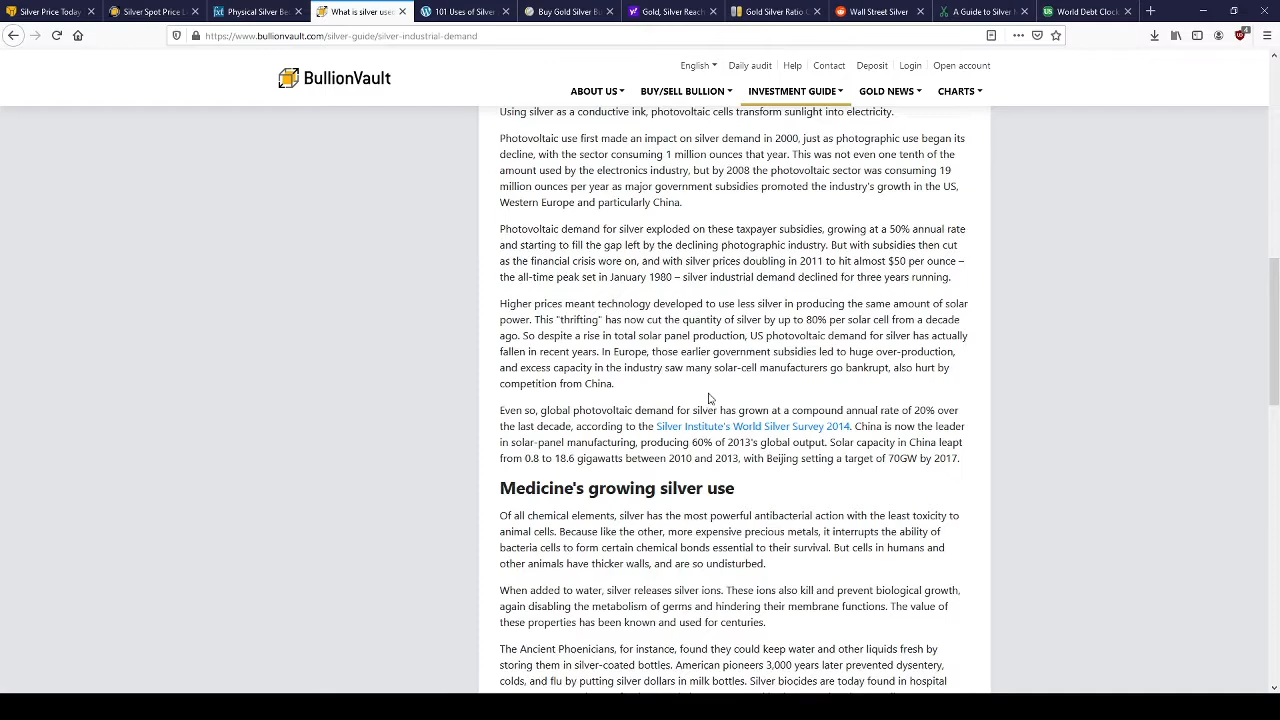 Silver Price Today
Silver Spot Price L
Physical Silver Be
What is silver use
101 Uses of Silver
Buy Gold Silver Bu
Gold, Silver Reach
Gold Silver Ratio C
Wall Street Silver
A Guide to Silver M
World Debt Clock
https://www.bullionvault.com/silver-guide/silver-industrial-demand
English
Daily audit
Help
Contact
Deposit
Login
Open account
BullionVault
ABOUT US
BUY/SELL BULLION
INVESTMENT GUIDE
GOLD NEWS
CHARTS
Using silver as a conductive ink, photovoltaic cells transform sunlight into electricity.
Photovoltaic use first made an impact on silver demand in 2000, just as photographic use began its
decline, with the sector consuming 1 million ounces that year. This was not even one tenth of the
amount used by the electronics industry, but by 2008 the photovoltaic sector was consuming 19
million ounces per year as major government subsidies promoted the industry's growth in the US,
Western Europe and particularly China.
Photovoltaic demand for silver exploded on these taxpayer subsidies, growing at a 50% annual rate
and starting to fill the gap left by the declining photographic industry. But with subsidies then cut
as the financial crisis wore on, and with silver prices doubling in 2011 to hit almost $50 per ounce –
the all-time peak set in January 1980 – silver industrial demand declined for three years running.
Higher prices meant technology developed to use less silver in producing the same amount of solar
power. This "thrifting" has now cut the quantity of silver by up to 80% per solar cell from a decade
ago. So despite a rise in total solar panel production, US photovoltaic demand for silver has actually
fallen in recent years. In Europe, those earlier government subsidies led to huge over-production,
and excess capacity in the industry saw many solar-cell manufacturers go bankrupt, also hurt by
competition from China.
Even so, global photovoltaic demand for silver has grown at a compound annual rate of 20% over
the last decade, according to the Silver Institute's World Silver Survey 2014. China is now the leader
in solar-panel manufacturing, producing 60% of 2013's global output. Solar capacity in China leapt
from 0.8 to 18.6 gigawatts between 2010 and 2013, with Beijing setting a target of 70GW by 2017.
Medicine's growing silver use
Of all chemical elements, silver has the most powerful antibacterial action with the least toxicity to
animal cells. Because like the other, more expensive precious metals, it interrupts the ability of
bacteria cells to form certain chemical bonds essential to their survival. But cells in humans and
other animals have thicker walls, and are so undisturbed.
When added to water, silver releases silver ions. These ions also kill and prevent biological growth,
again disabling the metabolism of germs and hindering their membrane functions. The value of
these properties has been known and used for centuries.
The Ancient Phoenicians, for instance, found they could keep water and other liquids fresh by
storing them in silver-coated bottles. American pioneers 3,000 years later prevented dysentery,
colds, and flu by putting silver dollars in milk bottles. Silver biocides are today found in hospital